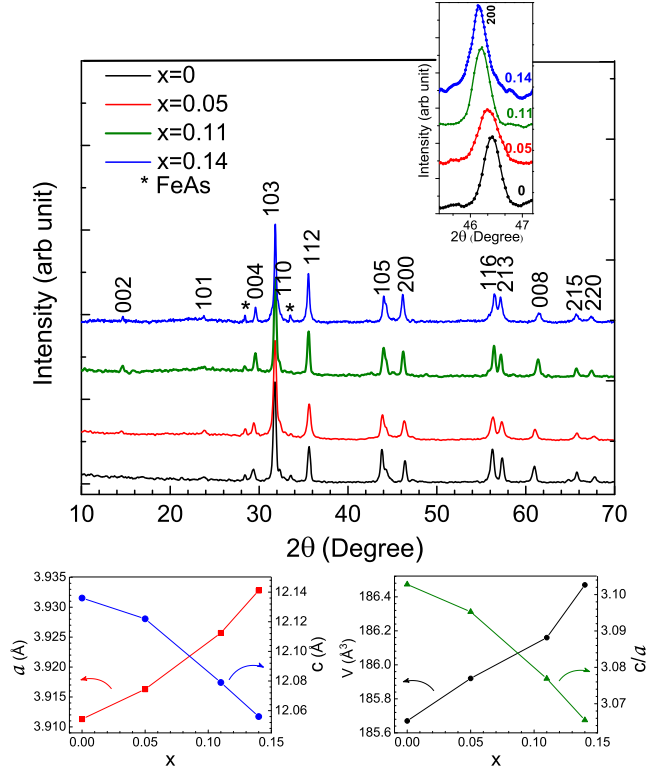 x=0
x=0.05
x=0.11
x=0.14
* FeAs
Intensity (arb unit)
002
101
*
004
103
110
*
112
105
200
116
213
008
215
220
10 20 30 40 50 60 70
2θ (Degree)
200
0.14
0.11
0.05
0
Intensity (arb unit)
46 47
2θ (Degree)
3.935
3.930
3.925
3.920
3.915
3.910
a (Å)
12.14
12.12
12.10
12.08
12.06
c (Å)
0.00 0.05 0.10 0.15
x
186.4
186.2
186.0
185.8
185.6
V (Å³)
3.10
3.09
3.08
3.07
c/a
0.00 0.05 0.10 0.15
x